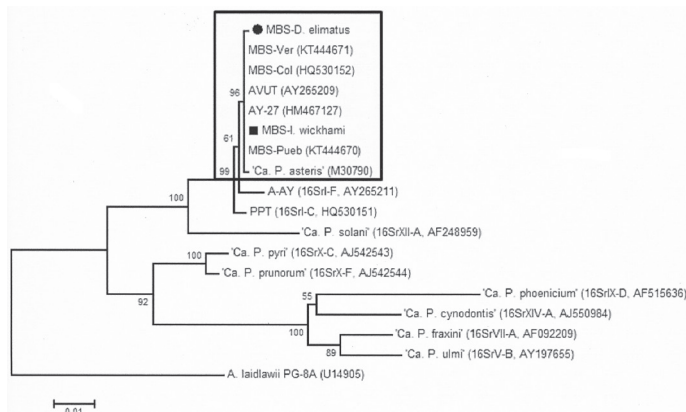 MBS-D. elimatus
MBS-Ver (KT444671)
MBS-Col (HQ530152)
96
AVUT (AY265209)
AY-27 (HM467127)
MBS-I. wickhami
61
MBS-Pueb (KT444670)
99
'Ca. P. asteris' (M30790)
100
A-AY (16SrI-F, AY265211)
PPT (16SrI-C, HQ530151)
'Ca. P. solani' (16SrXII-A, AF248959)
100
'Ca. P. pyri' (16SrX-C, AJ542543)
'Ca. P. prunorum' (16SrX-F, AJ542544)
92
55
'Ca. P. phoenicium' (16SrIX-D, AF515636)
'Ca. P. cynodontis' (16SrXIV-A, AJ550984)
100
'Ca. P. fraxini' (16SrVII-A, AF092209)
89
'Ca. P. ulmi' (16SrV-B, AY197655)
A. laidlawii PG-8A (U14905)
0.01